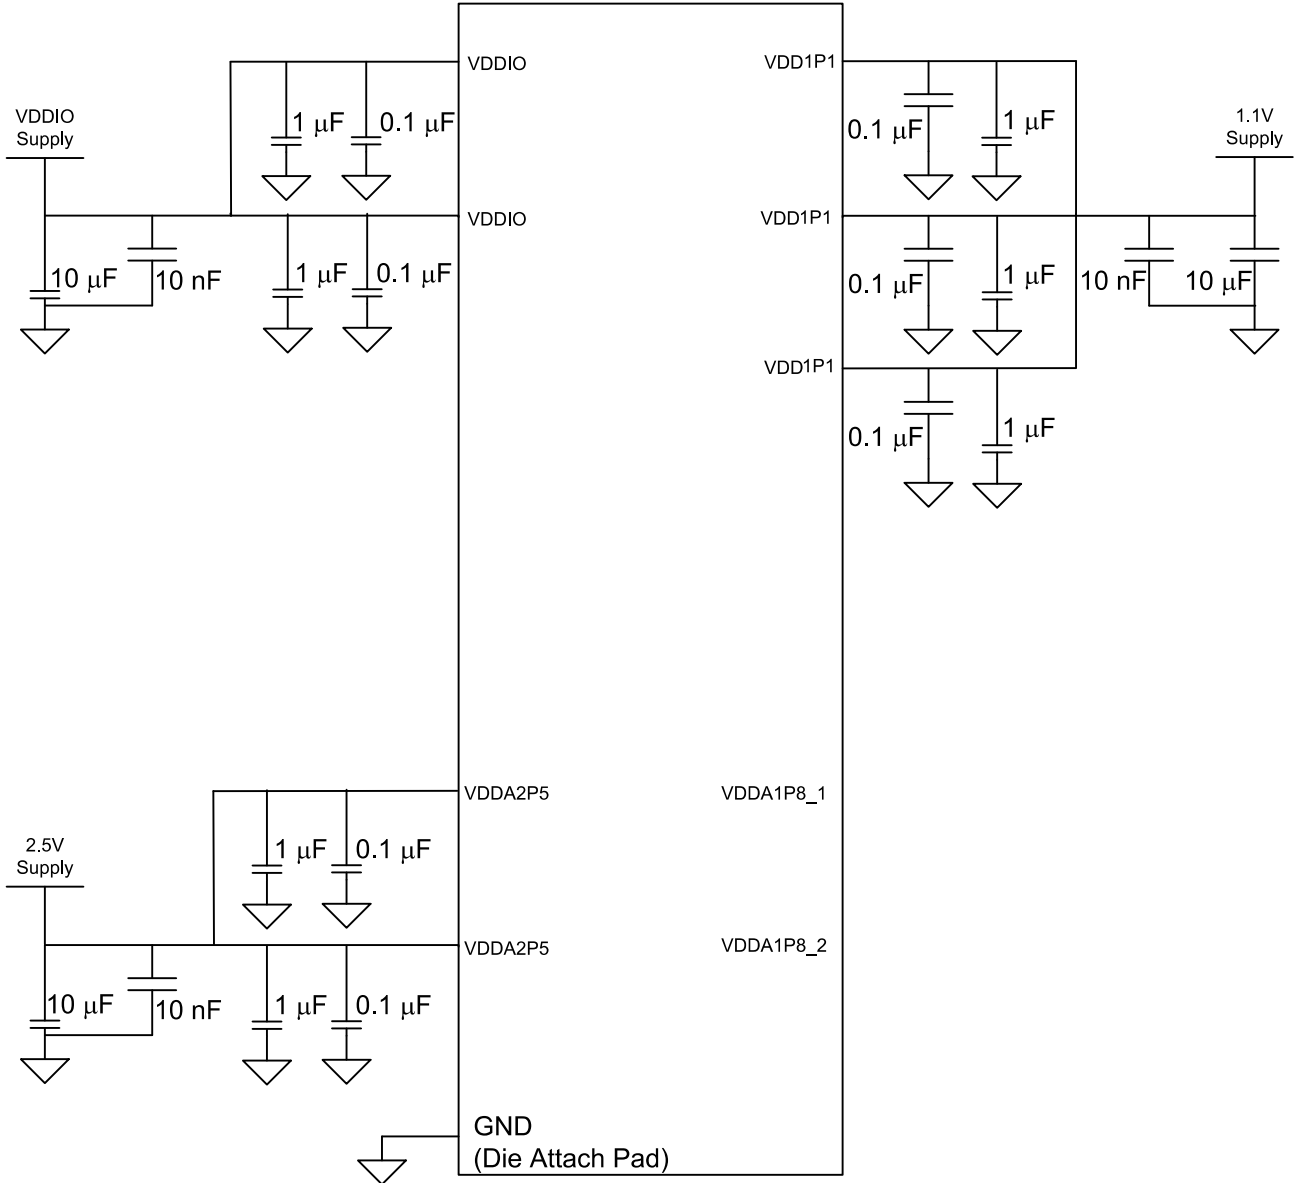 VDDIO
VDD1P1
VDDIO
Supply
1 µF
0.1 µF
0.1 µF
1 µF
1.1V
Supply
VDDIO
VDD1P1
10 µF
10 nF
1 µF
0.1 µF
0.1 µF
1 µF
10 nF
10 µF
VDD1P1
0.1 µF
1 µF
VDDA2P5
VDDA1P8_1
2.5V
Supply
1 µF
0.1 µF
VDDA2P5
VDDA1P8_2
10 µF
10 nF
1 µF
0.1 µF
GND
(Die Attach Pad)